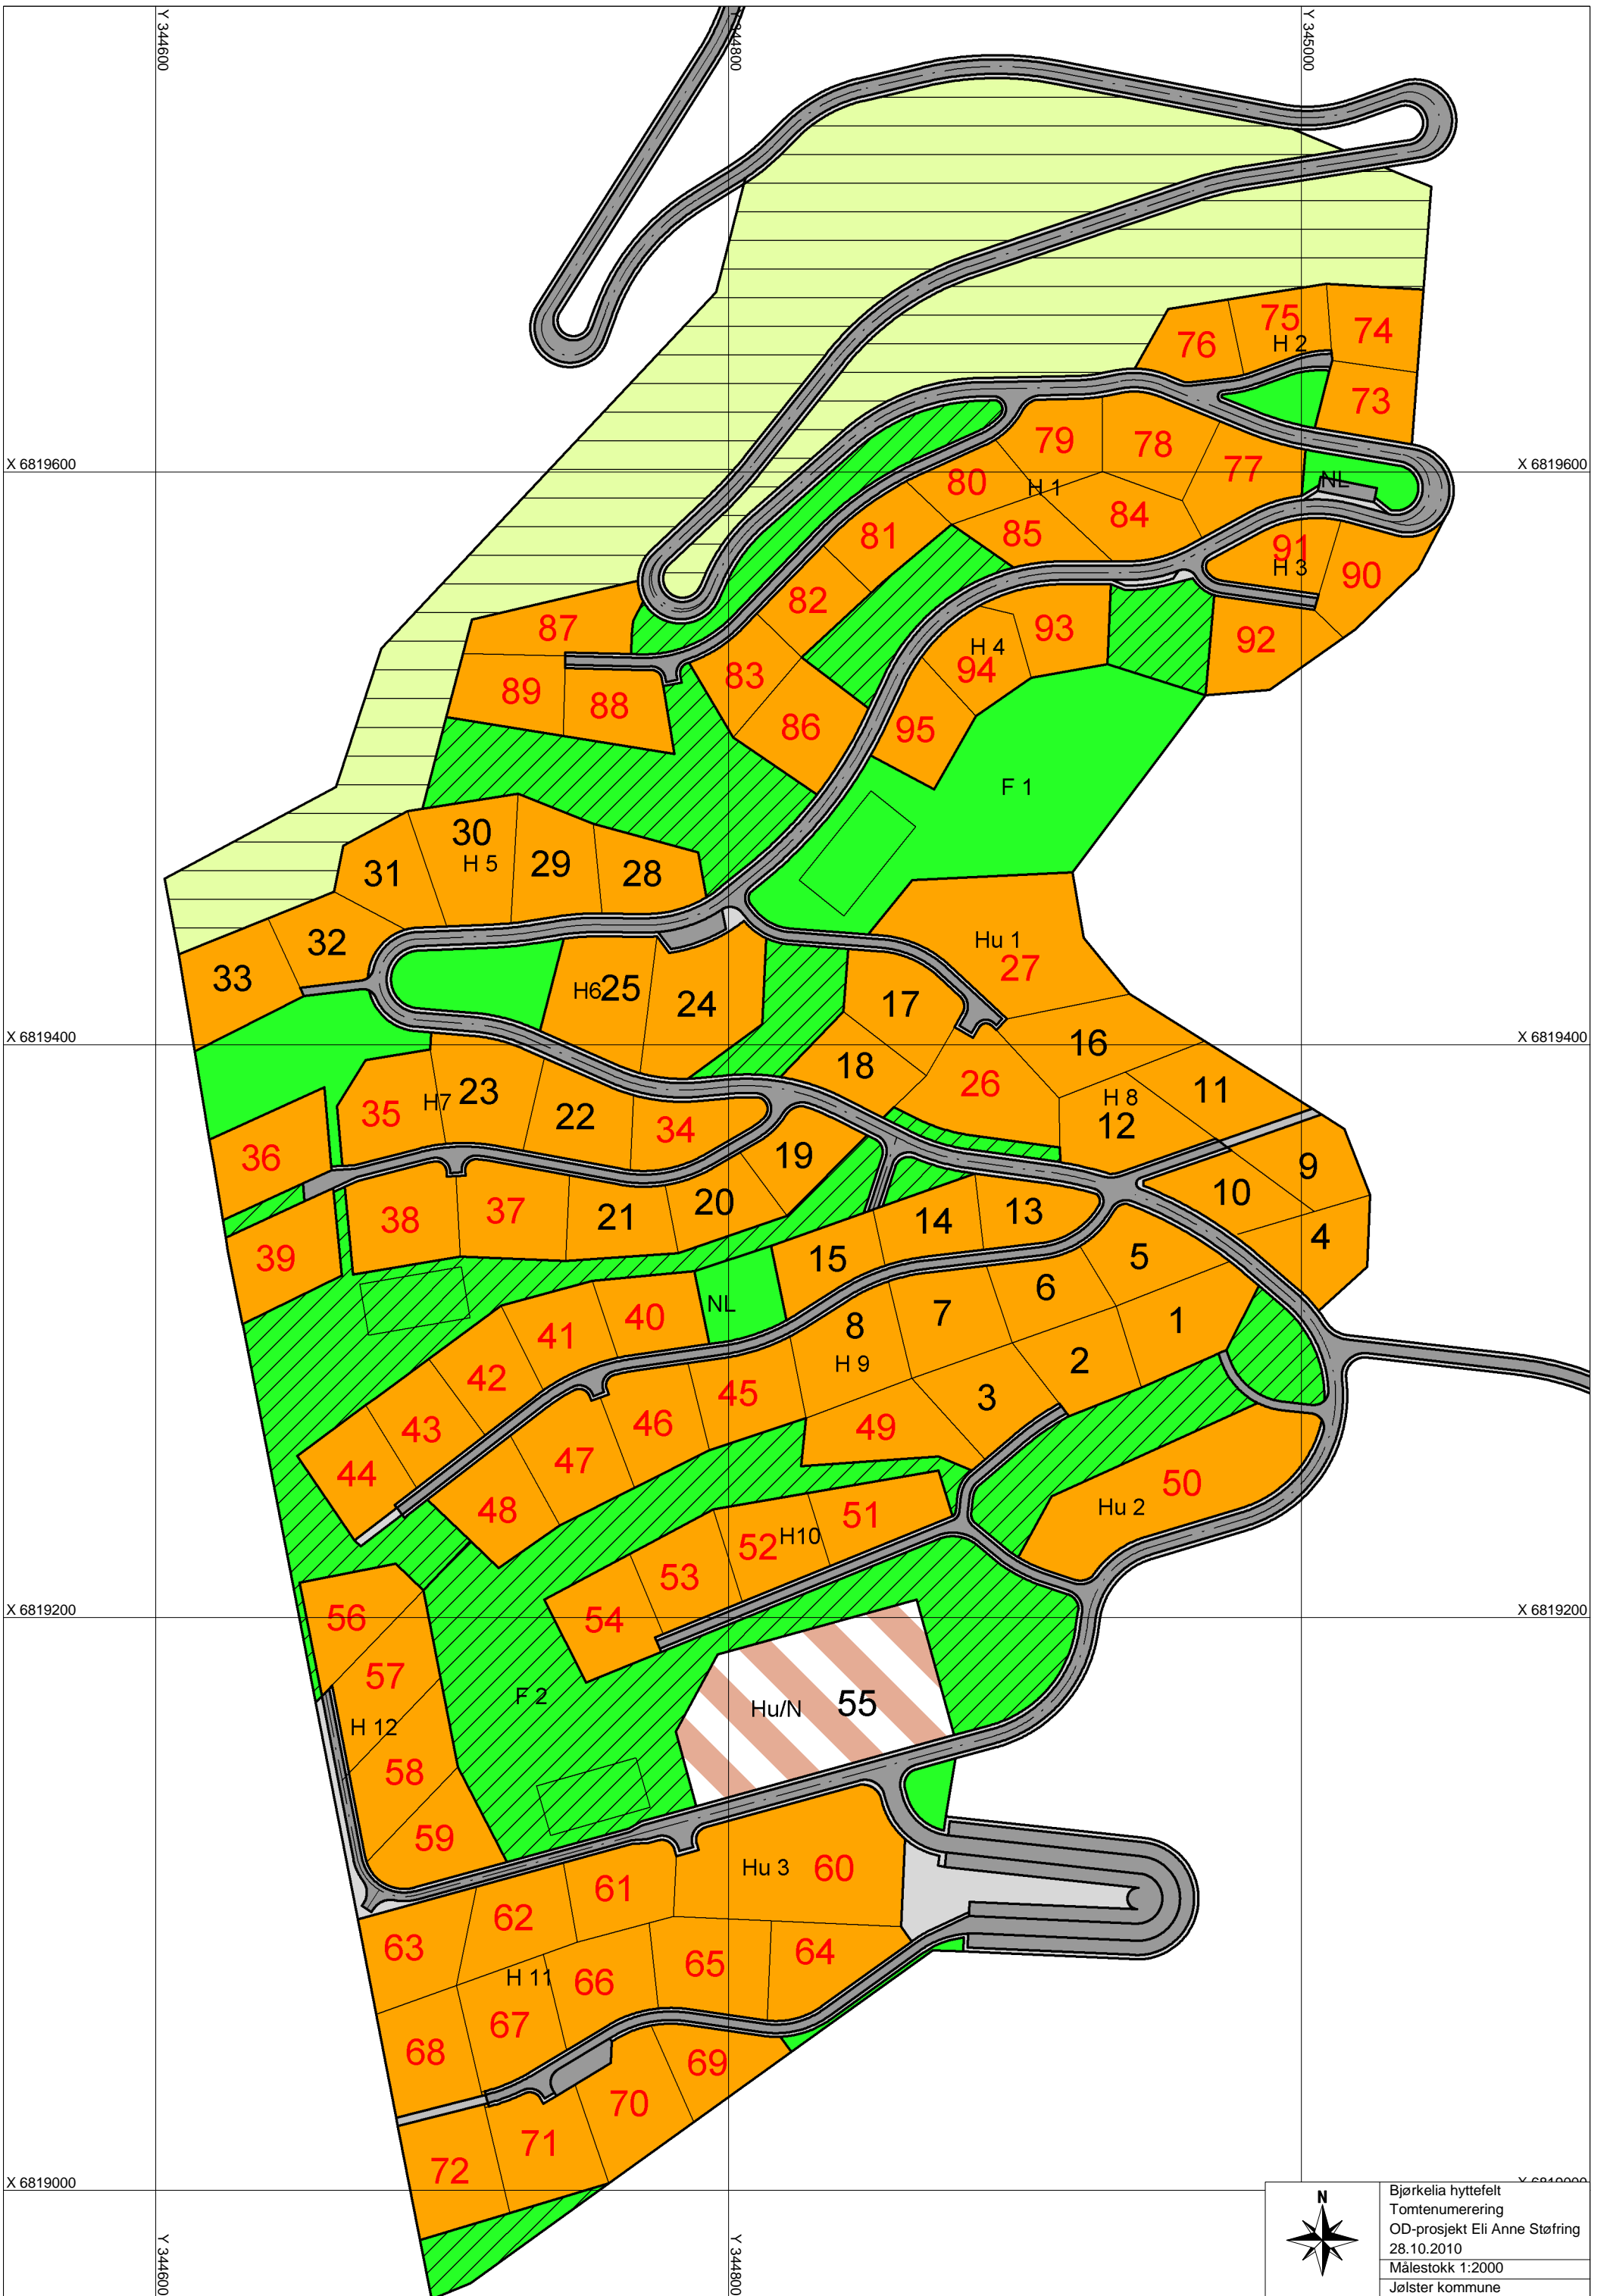 Y 344600
Y 344800
Y 345000
75
74
76
H 2
73
79
78
X 6819600
77
X 6819600
80
H 1
NL
84
81
85
91
H 3
90
82
87
93
92
H 4
94
83
89
88
86
95
F 1
30
H 5
29
31
28
32
Hu 1
27
33
H6
25
24
17
X 6819400
16
X 6819400
18
26
11
23
H7
H 8
35
22
12
34
36
19
9
10
20
38
37
21
14
13
4
39
15
5
6
NL
40
41
8
7
1
42
H 9
2
45
3
43
46
49
47
44
50
48
51
Hu 2
52
H10
53
X 6819200
56
54
X 6819200
57
F 2
Hu/N
55
H 12
58
59
Hu 3
60
61
62
63
64
65
H 11
66
67
68
69
70
71
72
X 6819000
X 6819000
Y 344600
Y 344800
N
Bjørkelia hyttefelt
Tomtenumerering
OD-prosjekt Eli Anne Støfring
28.10.2010
Målestokk 1:2000
Jølster kommune